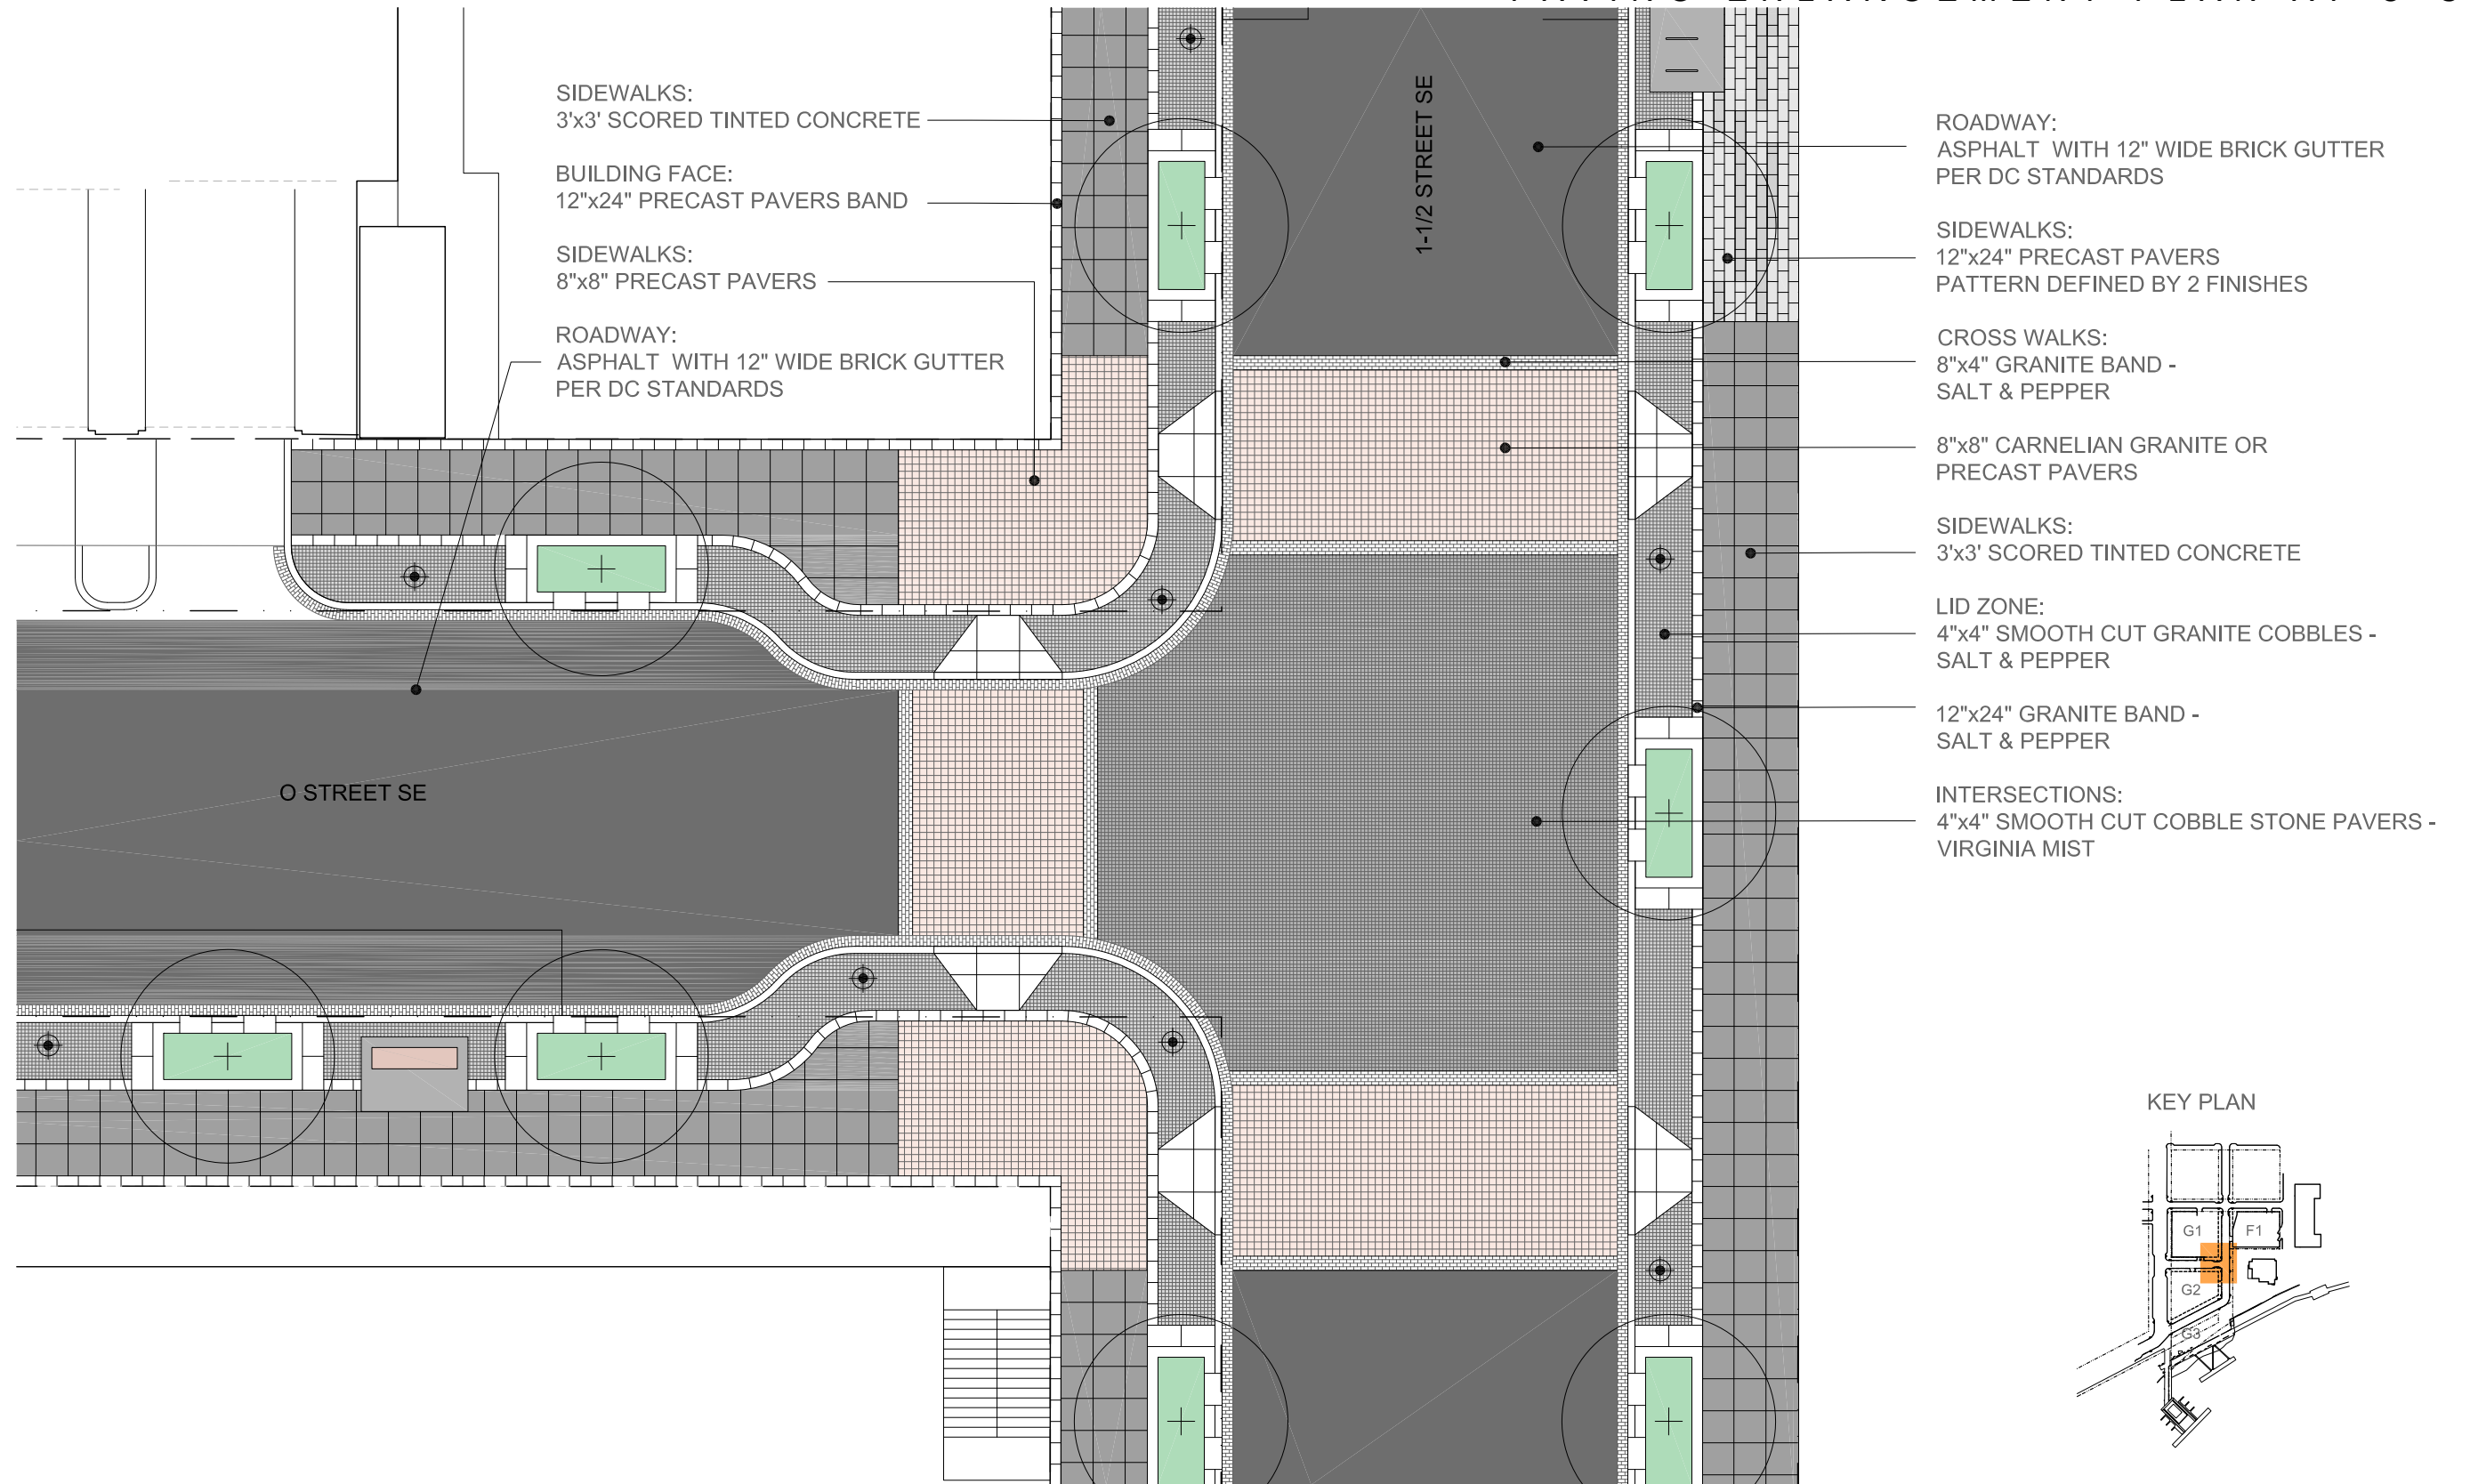 SIDEWALKS:
3'x3' SCORED TINTED CONCRETE
BUILDING FACE:
12"x24" PRECAST PAVERS BAND
SIDEWALKS:
8"x8" PRECAST PAVERS
ROADWAY:
ASPHALT WITH 12" WIDE BRICK GUTTER
PER DC STANDARDS
1-1/2 STREET SE
O STREET SE
ROADWAY:
ASPHALT WITH 12" WIDE BRICK GUTTER
PER DC STANDARDS
SIDEWALKS:
12"x24" PRECAST PAVERS
PATTERN DEFINED BY 2 FINISHES
CROSS WALKS:
8"x4" GRANITE BAND -
SALT & PEPPER
8"x8" CARNELIAN GRANITE OR
PRECAST PAVERS
SIDEWALKS:
3'x3' SCORED TINTED CONCRETE
LID ZONE:
4"x4" SMOOTH CUT GRANITE COBBLES -
SALT & PEPPER
12"x24" GRANITE BAND -
SALT & PEPPER
INTERSECTIONS:
4"x4" SMOOTH CUT COBBLE STONE PAVERS -
VIRGINIA MIST
KEY PLAN
G1
F1
G2
G3